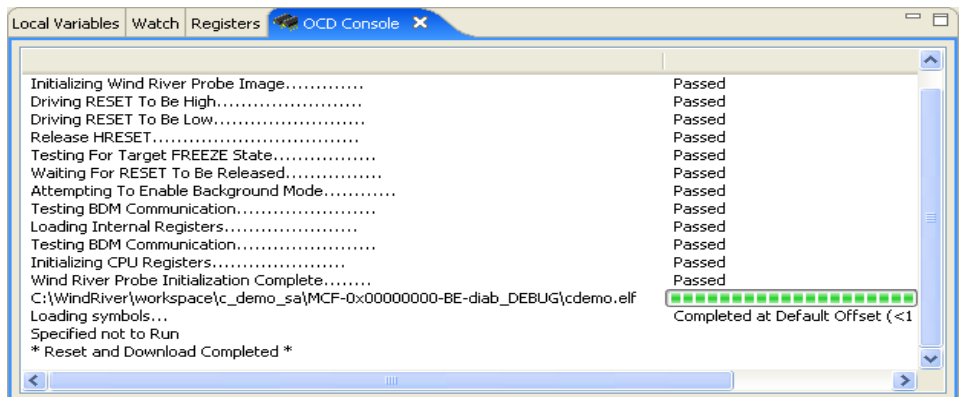 Local Variables Watch Registers OCD Console
Initializing Wind River Probe Image............. Passed
Driving RESET To Be High........................ Passed
Driving RESET To Be Low......................... Passed
Release HRESET.................................. Passed
Testing For Target FREEZE State................. Passed
Waiting For RESET To Be Released................ Passed
Attempting To Enable Background Mode............ Passed
Testing BDM Communication....................... Passed
Loading Internal Registers...................... Passed
Testing BDM Communication....................... Passed
Initializing CPU Registers...................... Passed
Wind River Probe Initialization Complete........ Passed
C:\WindRiver\workspace\c_demo_sa\MCF-0x00000000-BE-diab_DEBUG\cdemo.elf
Loading symbols... Completed at Default Offset (<1
Specified not to Run
* Reset and Download Completed *